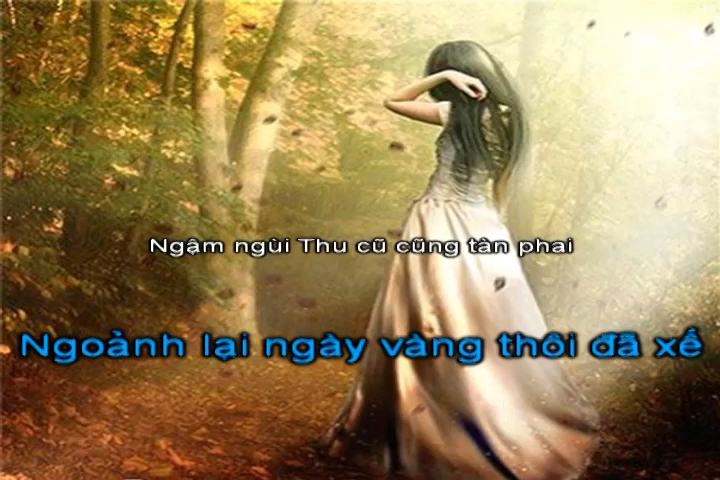 Ngậm ngùi Thu cũ cũng tàn phai
Ngoảnh lại ngày vàng thôi đã xế